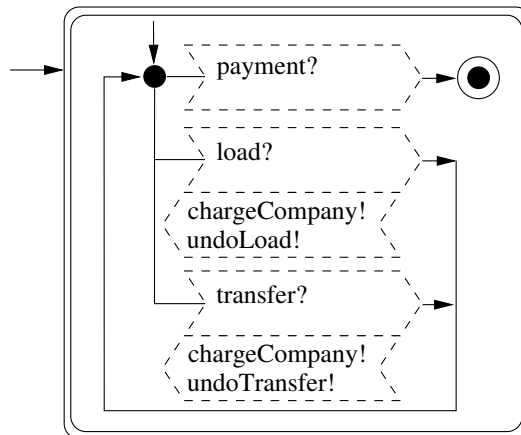 payment?
load?
chargeCompany!
undoLoad!
transfer?
chargeCompany!
undoTransfer!